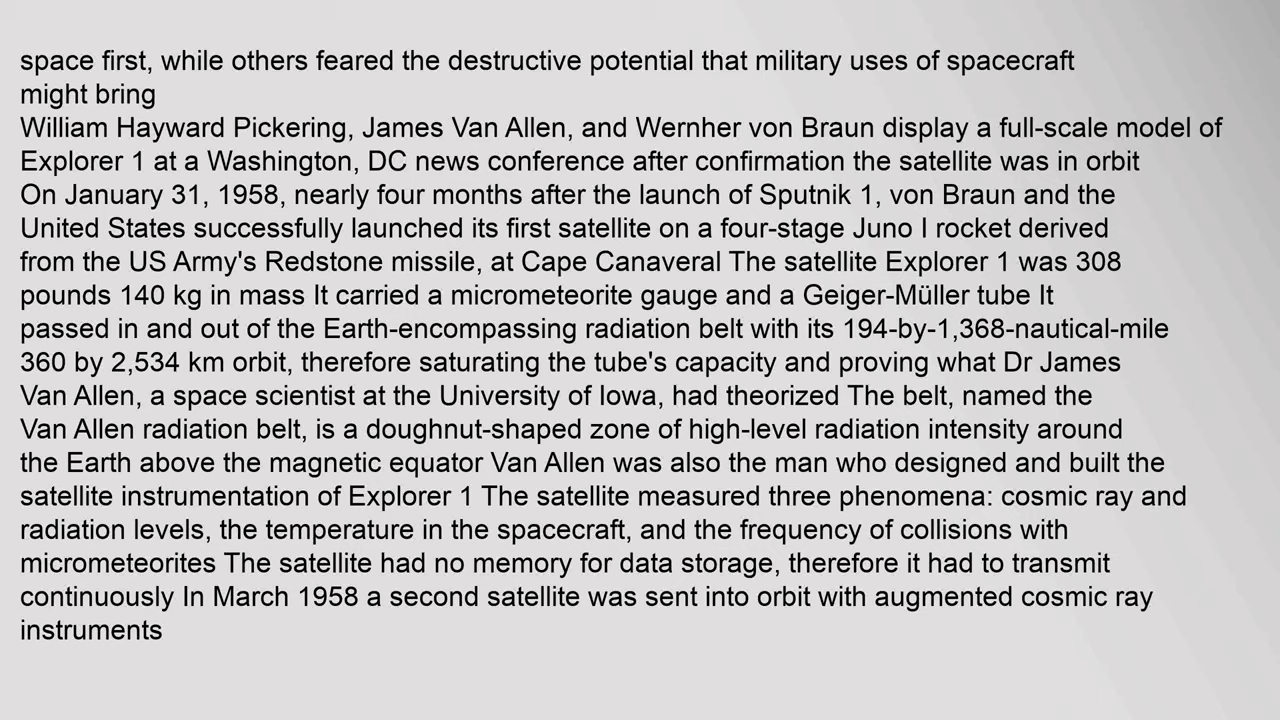 space first, while others feared the destructive potential that military uses of spacecraft
might bring
William Hayward Pickering, James Van Allen, and Wernher von Braun display a full-scale model of
Explorer 1 at a Washington, DC news conference after confirmation the satellite was in orbit
On January 31, 1958, nearly four months after the launch of Sputnik 1, von Braun and the
United States successfully launched its first satellite on a four-stage Juno I rocket derived
from the US Army's Redstone missile, at Cape Canaveral The satellite Explorer 1 was 308
pounds 140 kg in mass It carried a micrometeorite gauge and a Geiger-Müller tube It
passed in and out of the Earth-encompassing radiation belt with its 194-by-1,368-nautical-mile
360 by 2,534 km orbit, therefore saturating the tube's capacity and proving what Dr James
Van Allen, a space scientist at the University of Iowa, had theorized The belt, named the
Van Allen radiation belt, is a doughnut-shaped zone of high-level radiation intensity around
the Earth above the magnetic equator Van Allen was also the man who designed and built the
satellite instrumentation of Explorer 1 The satellite measured three phenomena: cosmic ray and
radiation levels, the temperature in the spacecraft, and the frequency of collisions with
micrometeorites The satellite had no memory for data storage, therefore it had to transmit
continuously In March 1958 a second satellite was sent into orbit with augmented cosmic ray
instruments